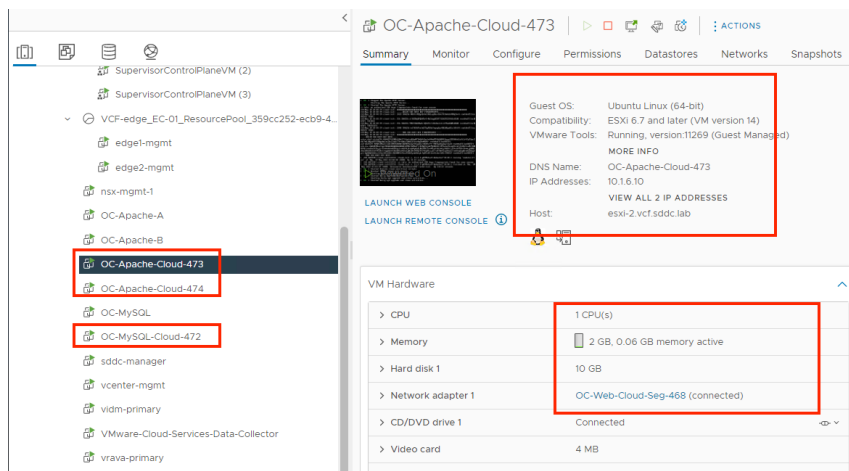 SupervisorControlPlaneVM (2)
SupervisorControlPlaneVM (3)
VCF-edge_EC-01_ResourcePool_359cc252-ecb9-4...
edge1-mgmt
edge2-mgmt
nsx-mgmt-1
OC-Apache-A
OC-Apache-B
OC-Apache-Cloud-473
OC-Apache-Cloud-474
OC-MySQL
OC-MySQL-Cloud-472
sddc-manager
vcenter-mgmt
vidm-primary
VMware-Cloud-Services-Data-Collector
vrava-primary
OC-Apache-Cloud-473
ACTIONS
Summary Monitor Configure Permissions Datastores Networks Snapshots
Powered On
LAUNCH WEB CONSOLE
LAUNCH REMOTE CONSOLE
Guest OS: Ubuntu Linux (64-bit)
Compatibility: ESXi 6.7 and later (VM version 14)
VMware Tools: Running, version:11269 (Guest Managed)
MORE INFO
DNS Name: OC-Apache-Cloud-473
IP Addresses: 10.1.6.10
VIEW ALL 2 IP ADDRESSES
Host: esxi-2.vcf.sddc.lab
VM Hardware
CPU 1 CPU(s)
Memory 2 GB, 0.06 GB memory active
Hard disk 1 10 GB
Network adapter 1 OC-Web-Cloud-Seg-468 (connected)
CD/DVD drive 1 Connected
Video card 4 MB